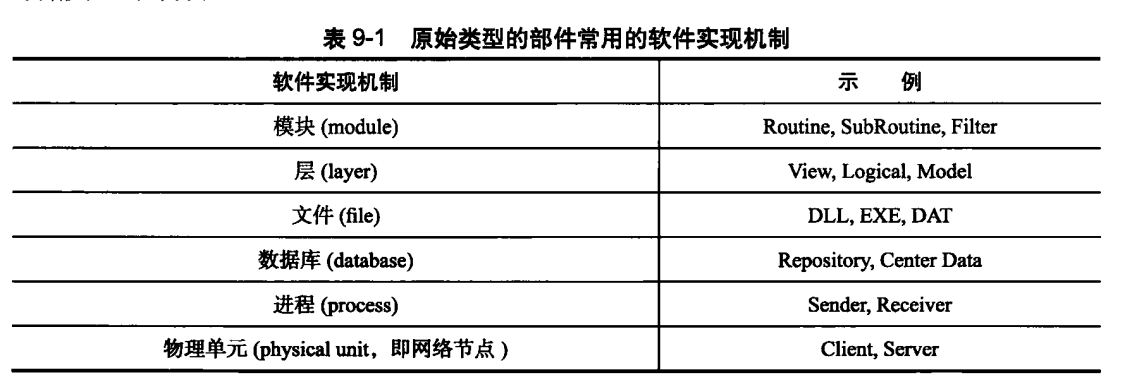 表 9-1 原始类型的部件常用的软件实现机制
软件实现机制 示 例
模块 (module) Routine, SubRoutine, Filter
层 (layer) View, Logical, Model
文件 (file) DLL, EXE, DAT
数据库 (database) Repository, Center Data
进程 (process) Sender, Receiver
物理单元 (physical unit，即网络节点 ) Client, Server